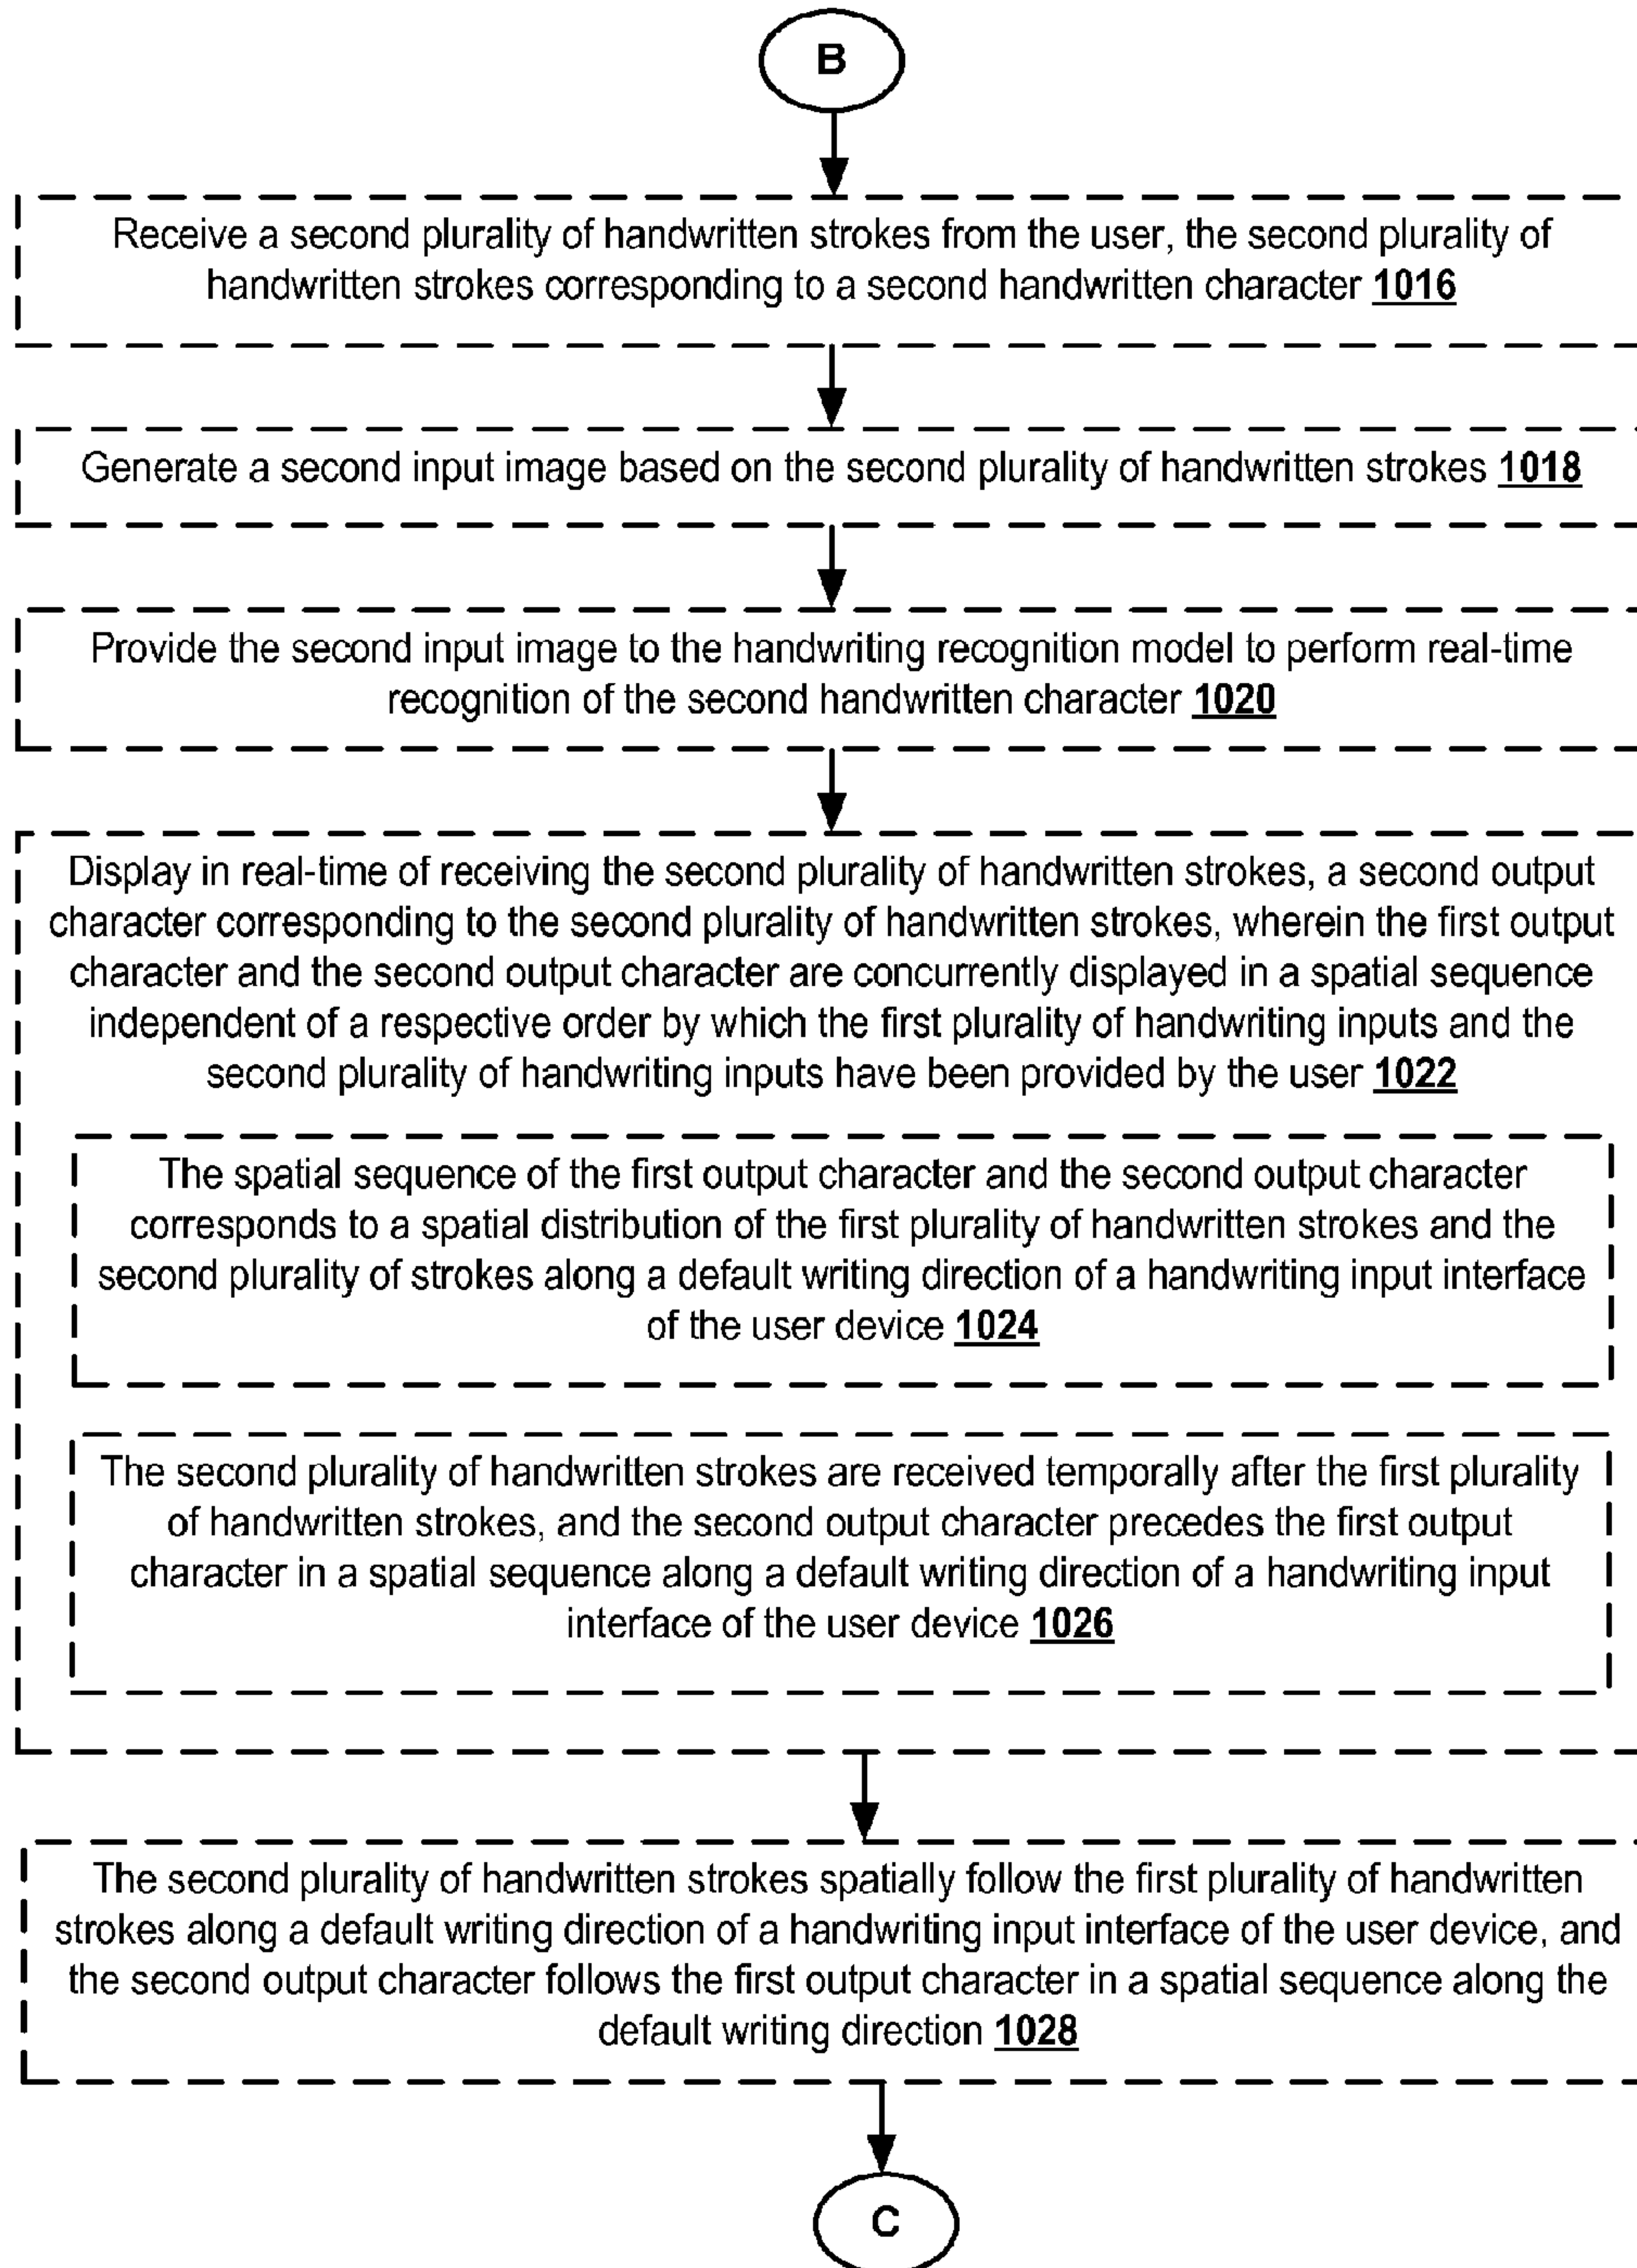 B
Receive a second plurality of handwritten strokes from the user, the second plurality of
handwritten strokes corresponding to a second handwritten character 1016
Generate a second input image based on the second plurality of handwritten strokes 1018
Provide the second input image to the handwriting recognition model to perform real-time
recognition of the second handwritten character 1020
Display in real-time of receiving the second plurality of handwritten strokes, a second output
character corresponding to the second plurality of handwritten strokes, wherein the first output
character and the second output character are concurrently displayed in a spatial sequence
independent of a respective order by which the first plurality of handwriting inputs and the
second plurality of handwriting inputs have been provided by the user 1022
The spatial sequence of the first output character and the second output character
corresponds to a spatial distribution of the first plurality of handwritten strokes and the
second plurality of strokes along a default writing direction of a handwriting input interface
of the user device 1024
The second plurality of handwritten strokes are received temporally after the first plurality
of handwritten strokes, and the second output character precedes the first output
character in a spatial sequence along a default writing direction of a handwriting input
interface of the user device 1026
The second plurality of handwritten strokes spatially follow the first plurality of handwritten
strokes along a default writing direction of a handwriting input interface of the user device, and
the second output character follows the first output character in a spatial sequence along the
default writing direction 1028
C